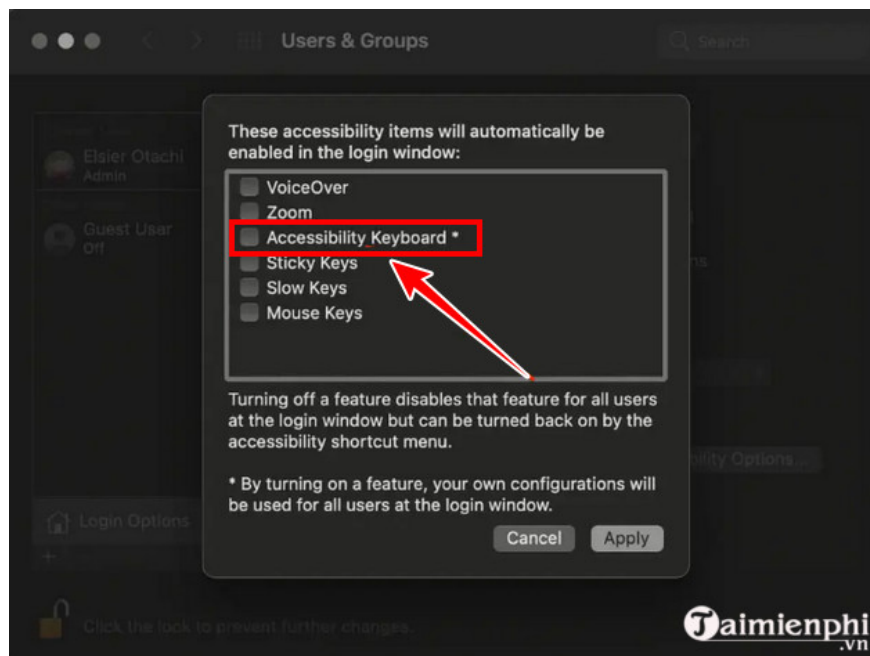 Users & Groups
Search
Elsier Otachi
Admin
Guest User
Off
Login Options
Click the lock to prevent further changes.
These accessibility items will automatically be
enabled in the login window:
VoiceOver
Zoom
Accessibility Keyboard *
Sticky Keys
Slow Keys
Mouse Keys
Turning off a feature disables that feature for all users
at the login window but can be turned back on by the
accessibility shortcut menu.
* By turning on a feature, your own configurations will
be used for all users at the login window.
Cancel
Apply
Options...
Taimienphi
.vn